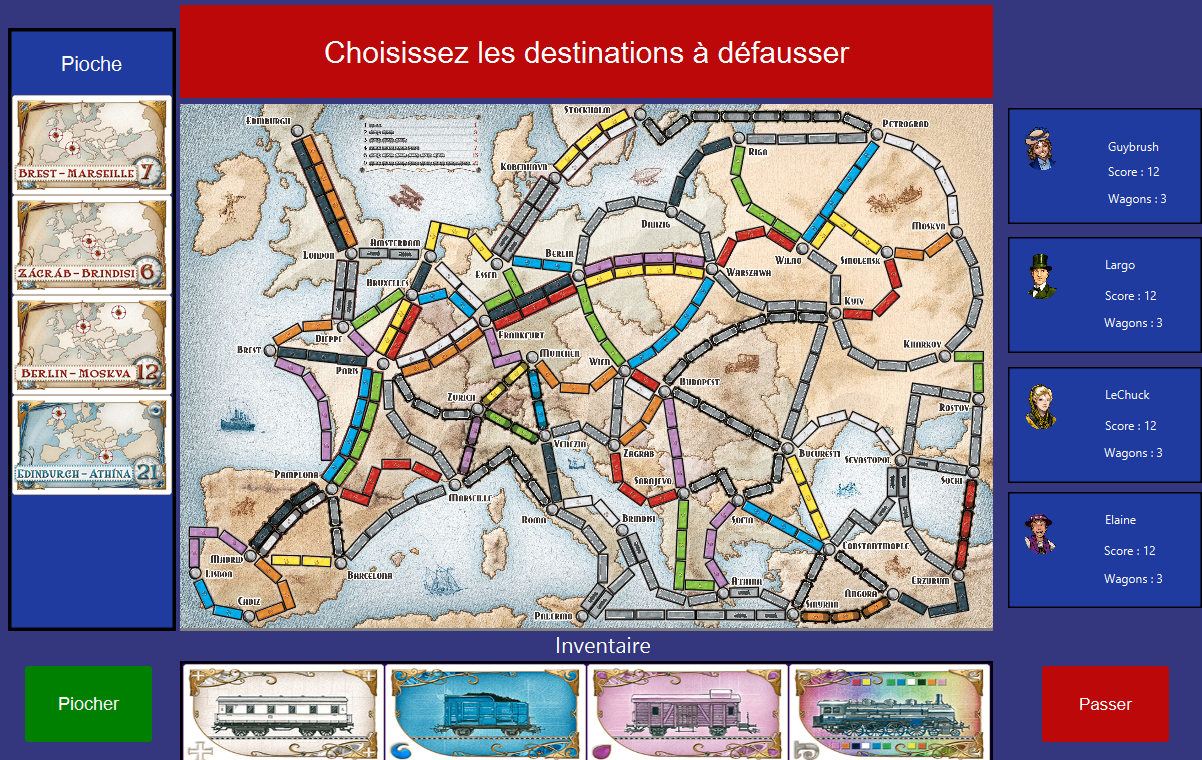 Choisissez les destinations à défausser
Pioche
BREST - MARSEILLE 7
ZÁGRÁB - BRINDISI 6
BERLIN - MOSKVA 12
EDINBURGH - ATHÍNA 21
EDINBURGH
STOCKHOLM
PETROGRAD
RIGA
KOBENHAVN
DANZIG
MOSKVA
AMSTERDAM
LONDON
BERLIN
ESSEN
WILNO
SMOLENSK
WARSZAWA
BRUXELLES
KYIV
DIEPPE
FRANKFURT
KHARKOV
BREST
MUNCHEN
PARIS
WIEN
BUDAPEST
ZURICH
ROSTOV
VENEZIA
ZAGRAB
BUCURESTI
SEVASTOPOL
PAMPLONA
MARSEILLE
SARAJEVO
SOCHI
ROMA
BRINDISI
SOFIA
MADRID
LISBOA
BARCELONA
CONSTANTINOPLE
CADIZ
ATHINA
ERZURUM
ANGORA
PALERMO
SMYRNA
Guybrush
Score : 12
Wagons : 3
Largo
Score : 12
Wagons : 3
LeChuck
Score : 12
Wagons : 3
Elaine
Score : 12
Wagons : 3
Inventaire
Piocher
Passer